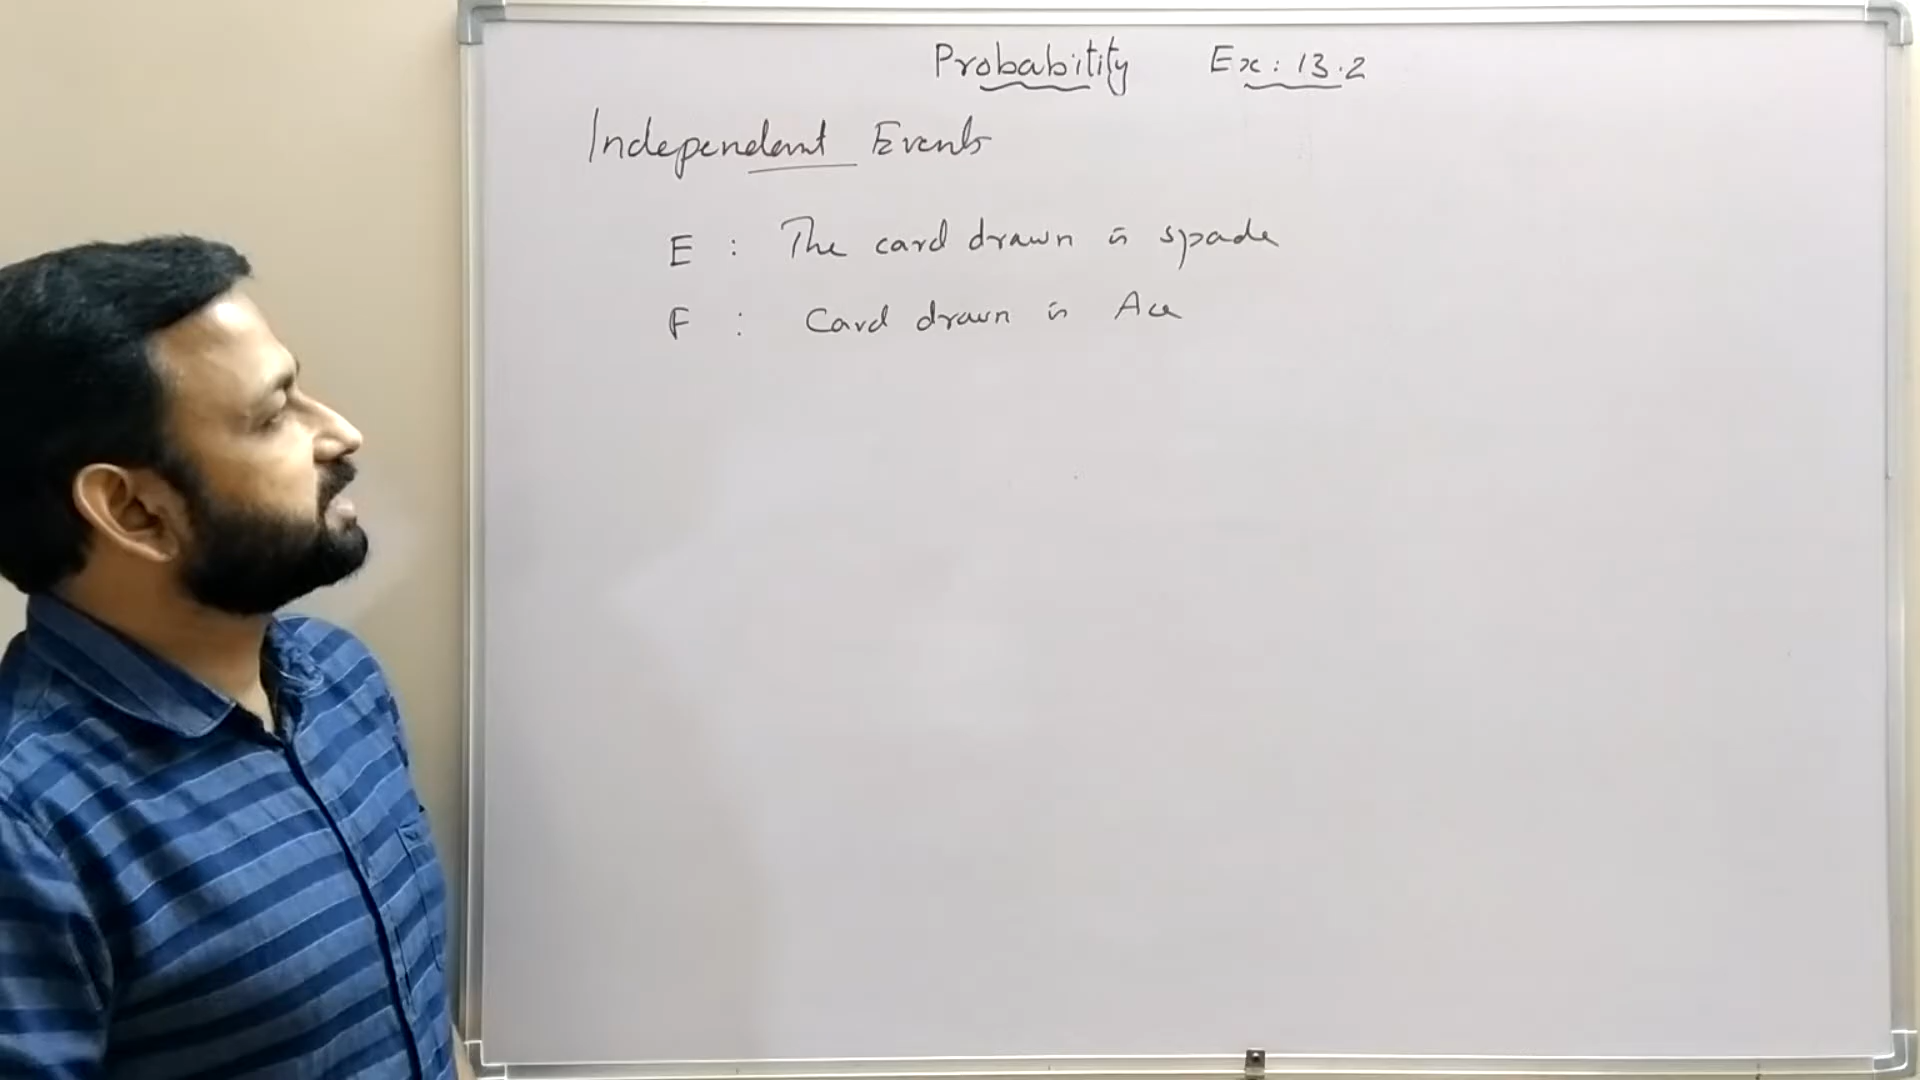 Probability Ex: 13.2
Independent Events
E : The card drawn is spade
F : Card drawn is Ace